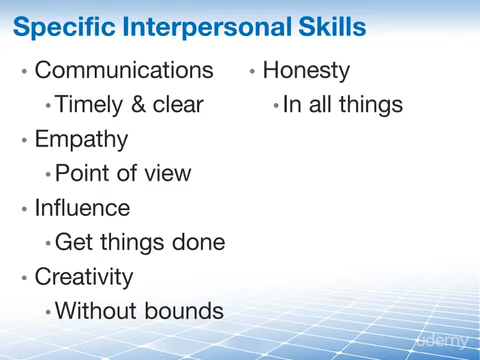 Specific Interpersonal Skills
• Communications
• Timely & clear
• Empathy
• Point of view
• Influence
• Get things done
• Creativity
• Without bounds
• Honesty
• In all things
udemy